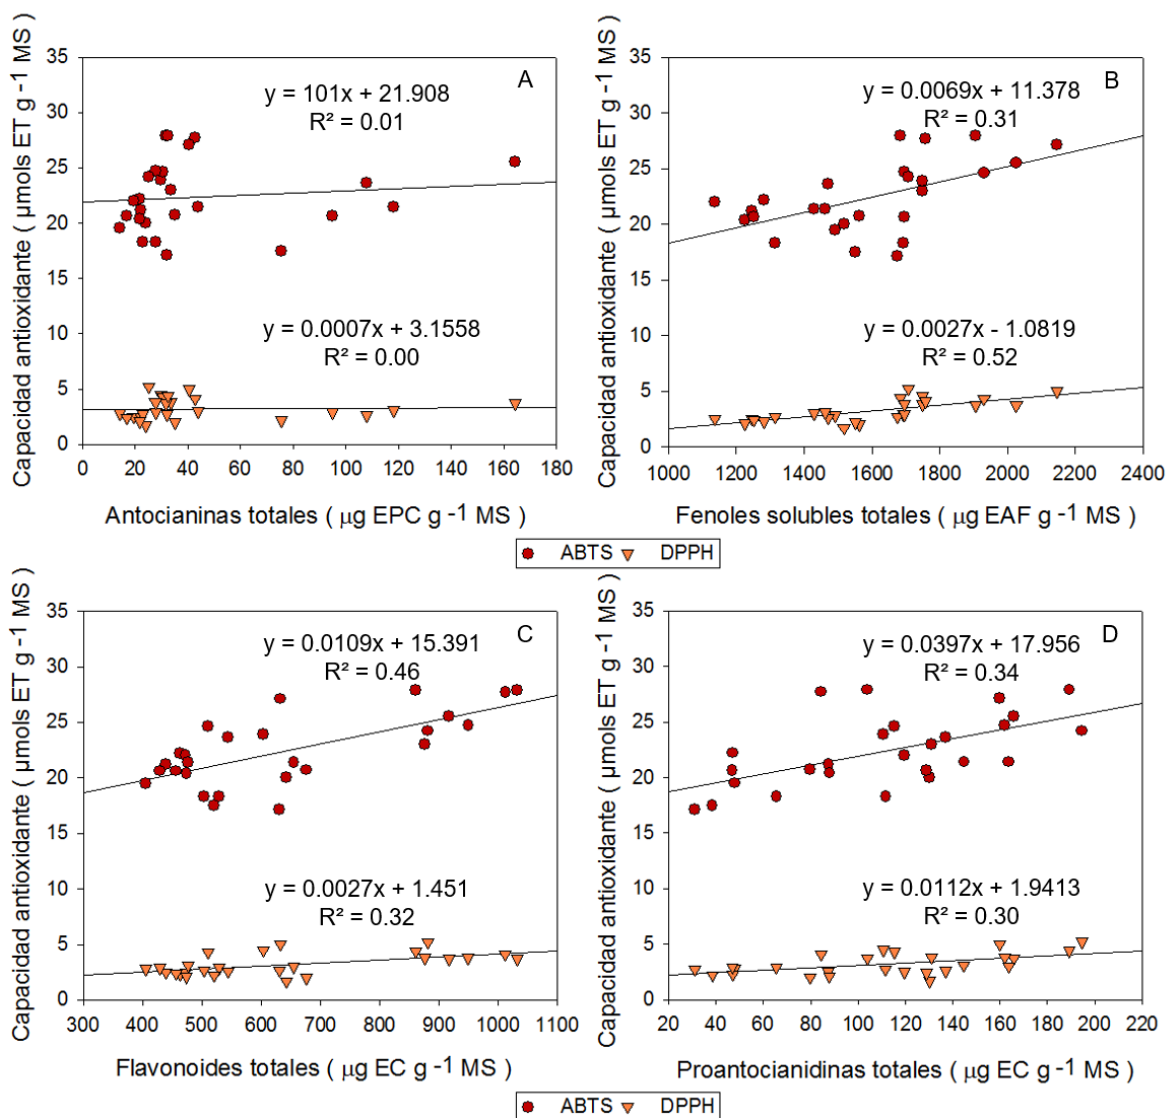 A
y = 101x + 21.908
R² = 0.01
y = 0.0007x + 3.1558
R² = 0.00
Capacidad antioxidante ( μmols ET g -1 MS )
35
30
25
20
15
10
5
0
0 20 40 60 80 100 120 140 160 180
Antocianinas totales ( μg EPC g -1 MS )
B
y = 0.0069x + 11.378
R² = 0.31
y = 0.0027x - 1.0819
R² = 0.52
Capacidad antioxidante ( μmols ET g -1 MS )
35
30
25
20
15
10
5
0
1000 1200 1400 1600 1800 2000 2200 2400
Fenoles solubles totales ( μg EAF g -1 MS )
ABTS DPPH
C
y = 0.0109x + 15.391
R² = 0.46
y = 0.0027x + 1.451
R² = 0.32
Capacidad antioxidante ( μmols ET g -1 MS )
35
30
25
20
15
10
5
0
300 400 500 600 700 800 900 1000 1100
Flavonoides totales ( μg EC g -1 MS )
D
y = 0.0397x + 17.956
R² = 0.34
y = 0.0112x + 1.9413
R² = 0.30
Capacidad antioxidante ( μmols ET g -1 MS )
35
30
25
20
15
10
5
0
20 40 60 80 100 120 140 160 180 200 220
Proantocianidinas totales ( μg EC g -1 MS )
ABTS DPPH